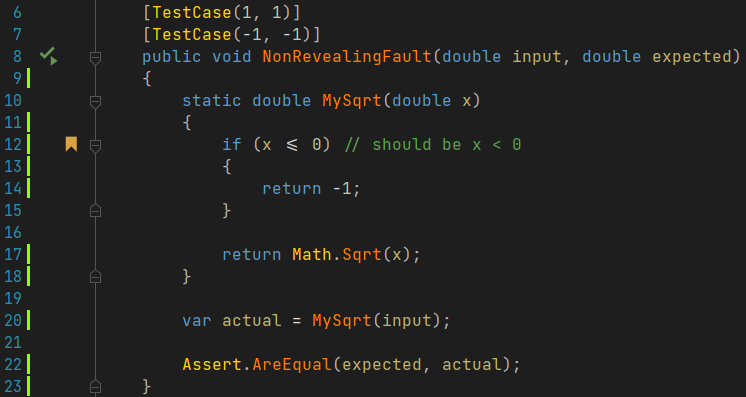 6 [TestCase(1, 1)]
7 [TestCase(-1, -1)]
8 public void NonRevealingFault(double input, double expected)
9 {
10 static double MySqrt(double x)
11 {
12 if (x ⩽ 0) // should be x < 0
13 {
14 return -1;
15 }
16
17 return Math.Sqrt(x);
18 }
19
20 var actual = MySqrt(input);
21
22 Assert.AreEqual(expected, actual);
23 }